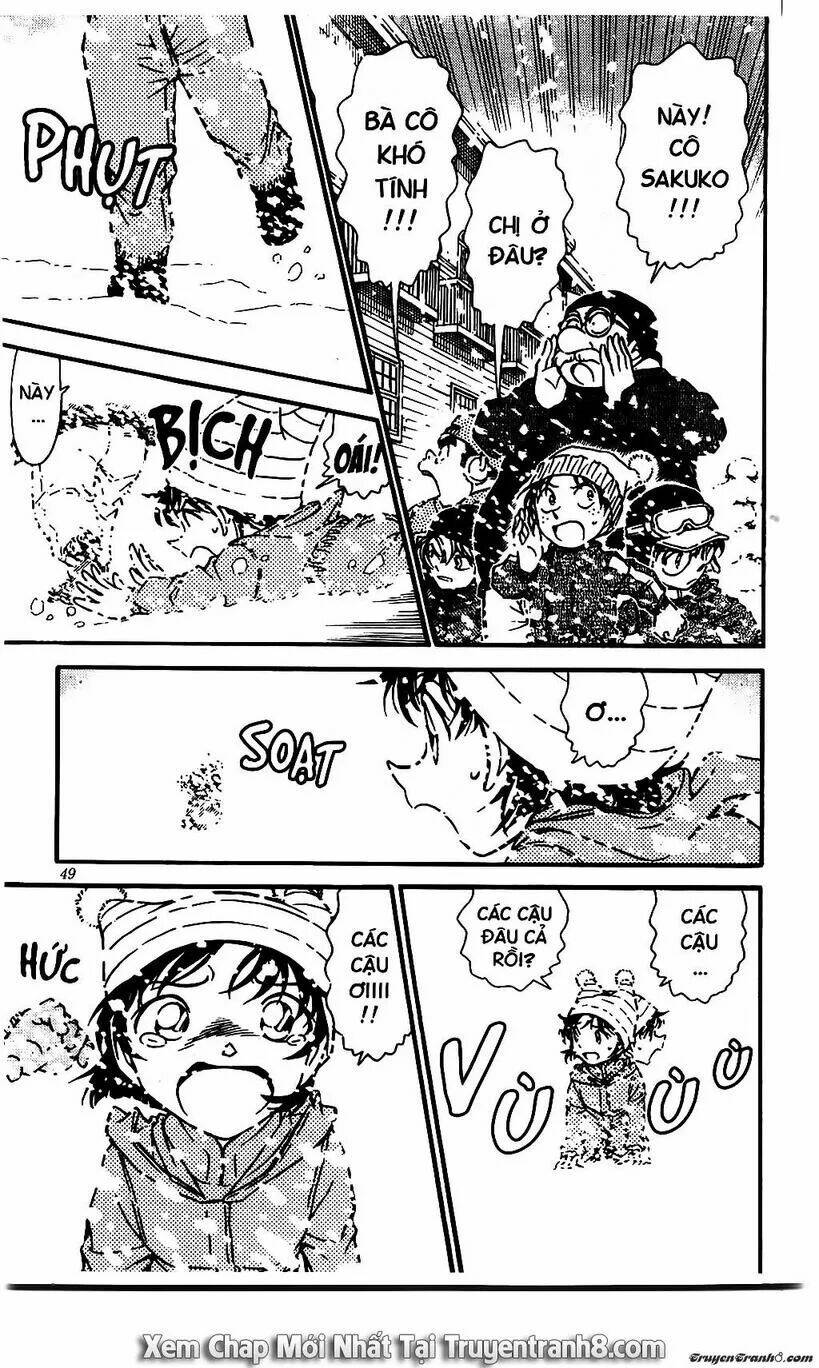 NÀY!
CÔ
SAKUKO
!!!
CHỊ Ở
ĐÂU?
BÀ CÔ
KHÓ
TÍNH
!!!
PHỤT
OÁI!
BỊCH
NÀY
...
Ơ...
SOẠT
49
CÁC
CẬU
...
CÁC CẬU
ĐÂU CẢ
RỒI?
VÙ Ù Ù
CÁC
CẬU
ƠIIII
!!
HỨC
Xem Chap Mới Nhất Tại Truyentranh8.com
TruyenTranh8.com